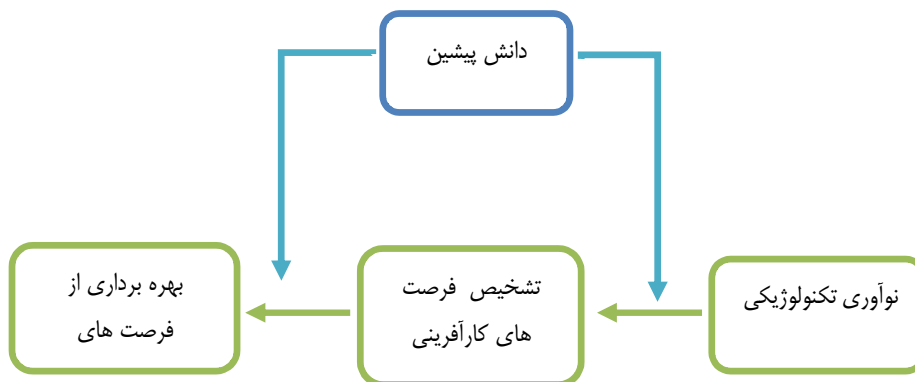 دانش پیشین
نوآوری تکنولوژیکی
تشخیص فرصت
های کارآفرینی
بهره برداری از
فرصت های